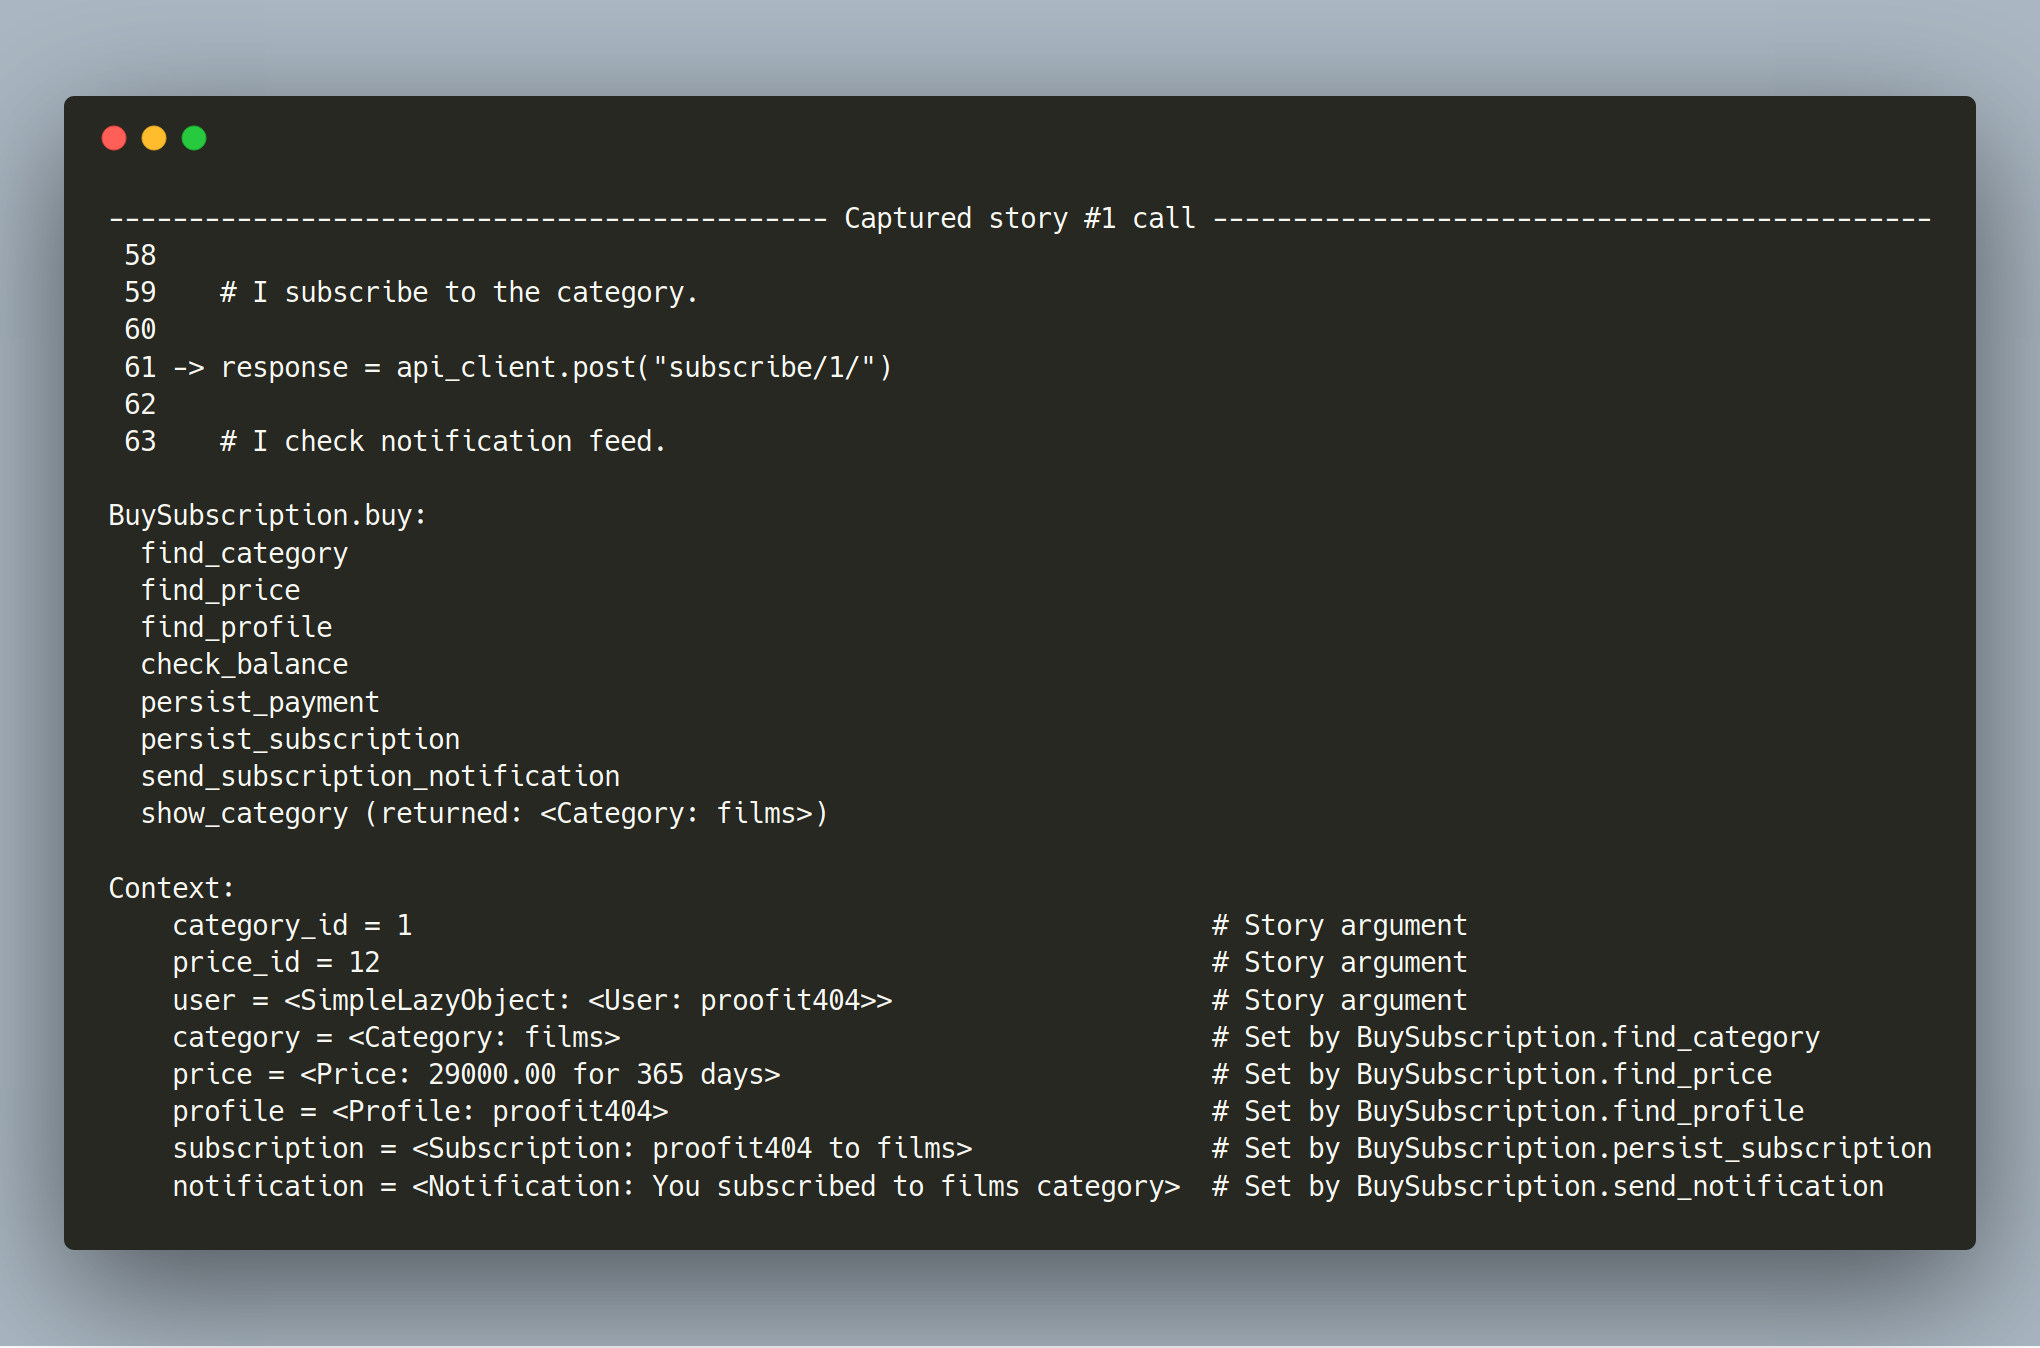 --------------------------------------------- Captured story #1 call ---------------------------------------------
 58
 59    # I subscribe to the category.
 60
 61 -> response = api_client.post("subscribe/1/")
 62
 63    # I check notification feed.

BuySubscription.buy:
  find_category
  find_price
  find_profile
  check_balance
  persist_payment
  persist_subscription
  send_subscription_notification
  show_category (returned: <Category: films>)

Context:
    category_id = 1                                                  # Story argument
    price_id = 12                                                    # Story argument
    user = <SimpleLazyObject: <User: proofit404>>                    # Story argument
    category = <Category: films>                                     # Set by BuySubscription.find_category
    price = <Price: 29000.00 for 365 days>                           # Set by BuySubscription.find_price
    profile = <Profile: proofit404>                                  # Set by BuySubscription.find_profile
    subscription = <Subscription: proofit404 to films>               # Set by BuySubscription.persist_subscription
    notification = <Notification: You subscribed to films category>  # Set by BuySubscription.send_notification